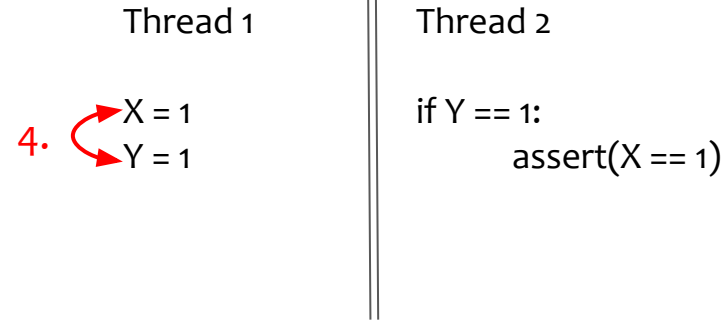 Thread 1
X = 1
4.
Y = 1
Thread 2
if Y == 1:
assert(X == 1)